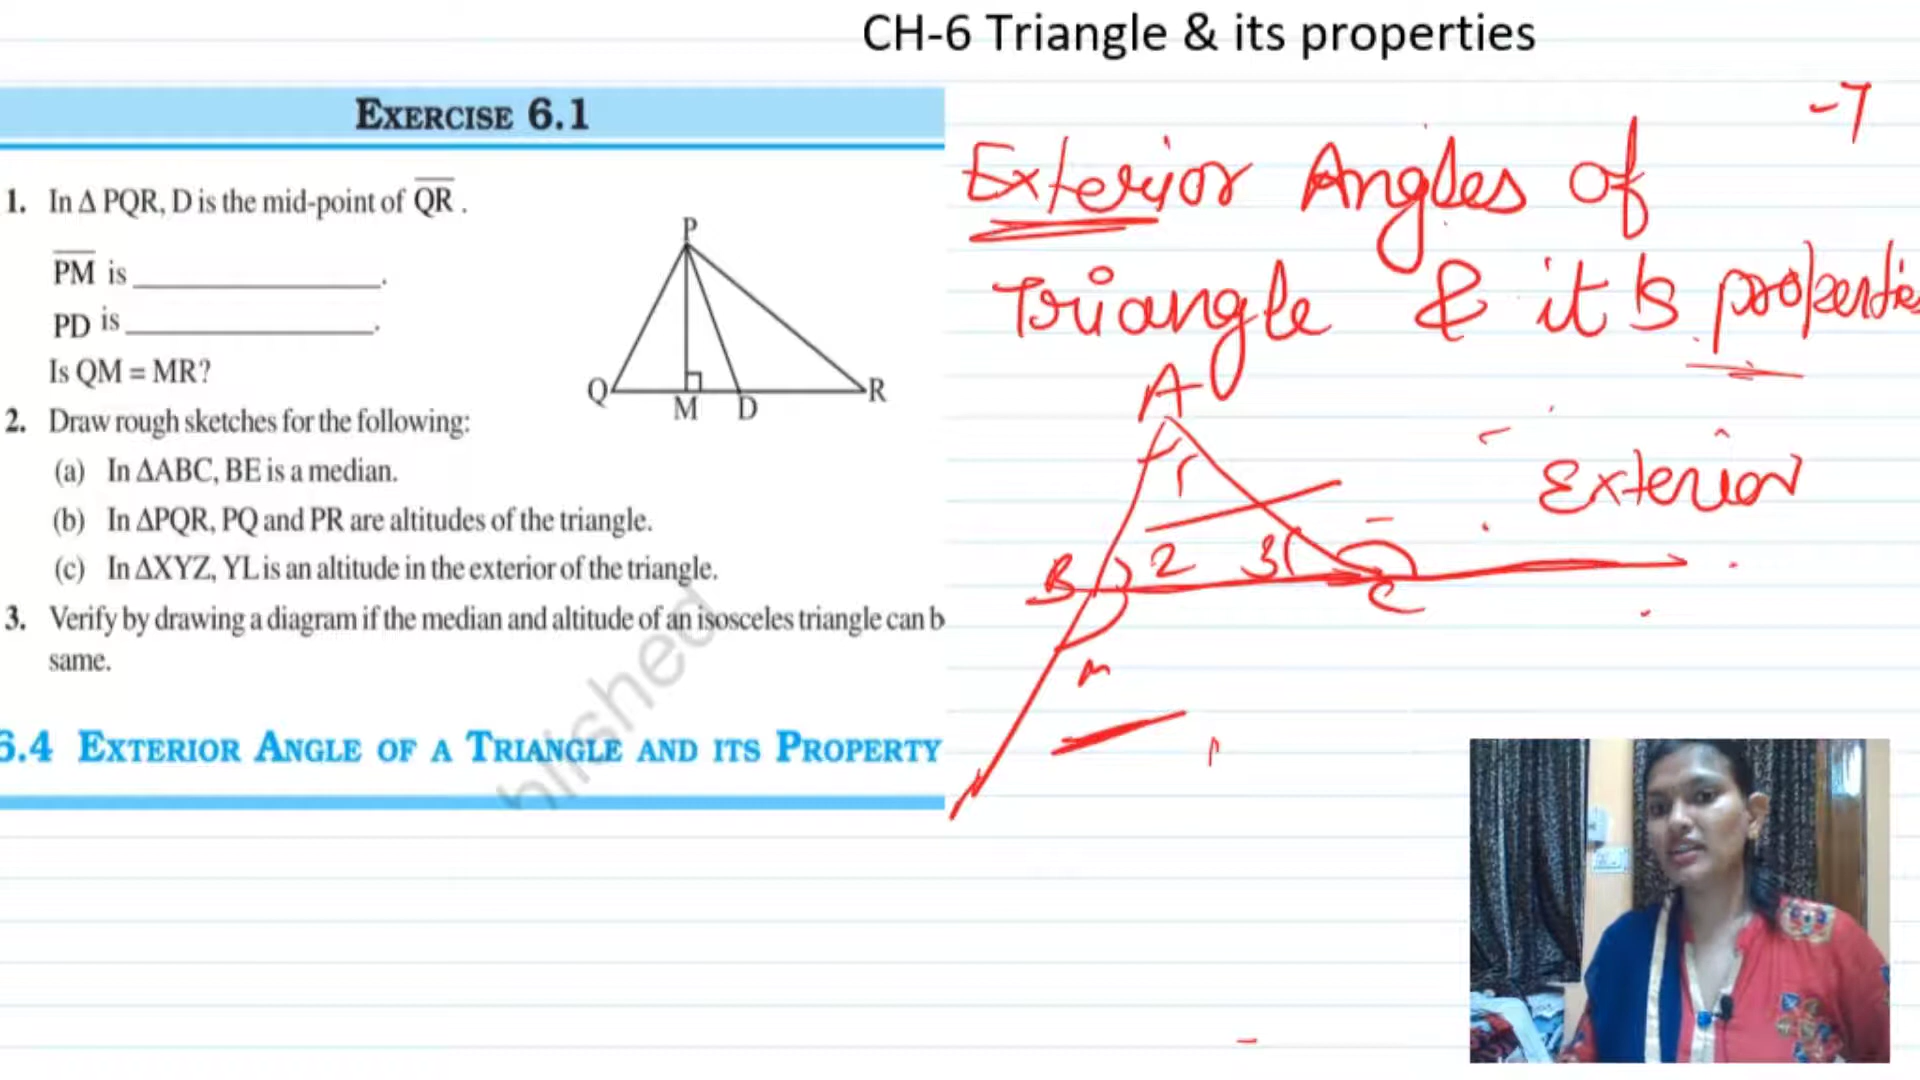 CH-6 Triangle & its properties
EXERCISE 6.1
1. In Δ PQR, D is the mid-point of QR .
PM is ____________.
PD is ____________.
Is QM = MR?
P
Q
M
D
R
2. Draw rough sketches for the following:
(a) In ΔABC, BE is a median.
(b) In ΔPQR, PQ and PR are altitudes of the triangle.
(c) In ΔXYZ, YL is an altitude in the exterior of the triangle.
3. Verify by drawing a diagram if the median and altitude of an isosceles triangle can b
same.
6.4 EXTERIOR ANGLE OF A TRIANGLE AND ITS PROPERTY
blished
-7
Exterior Angles of
Triangle & it's properties
A
Exterior
1
B
2
3
C
m